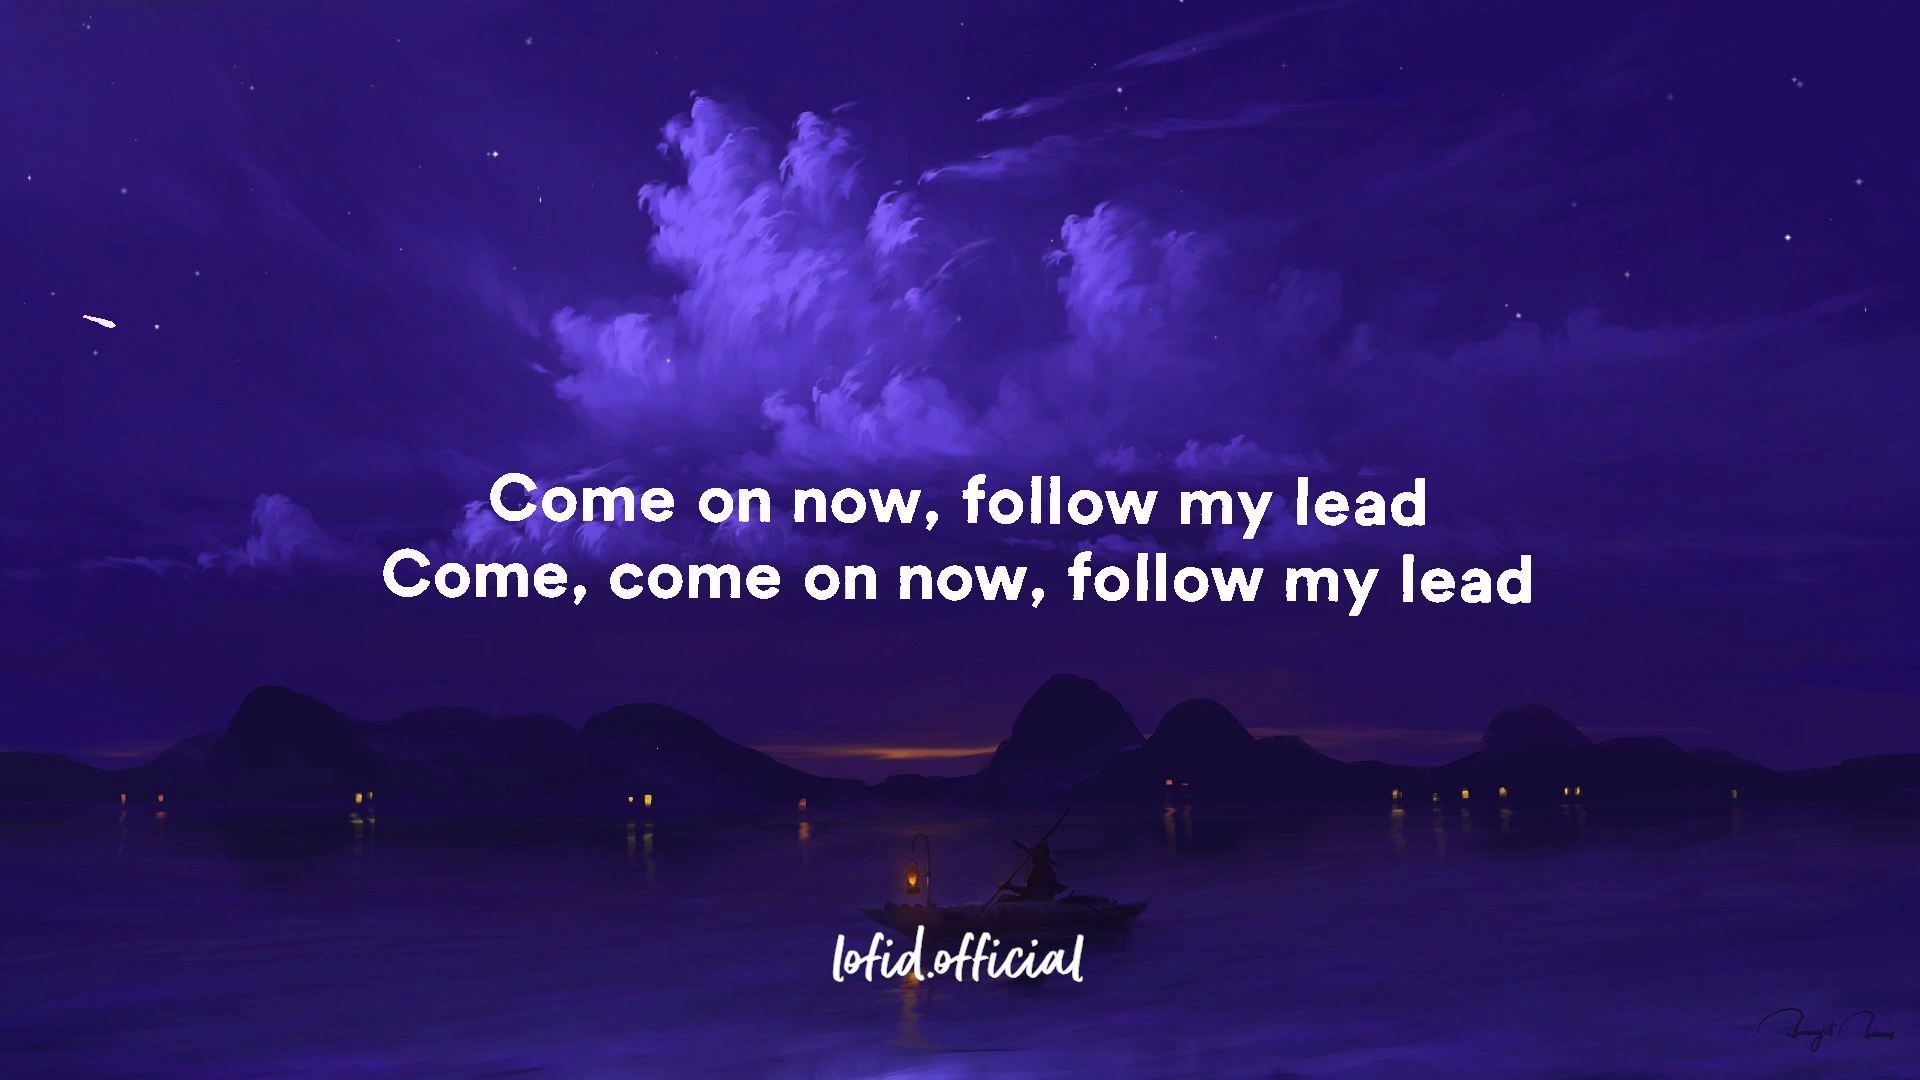 Come on now, follow my lead
Come, come on now, follow my lead
lofid.official